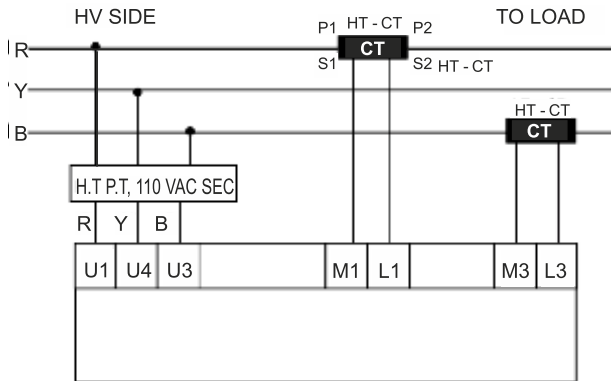 HV SIDE
TO LOAD
P1 HT - CT P2
R
CT
S1
S2 HT - CT
Y
HT - CT
B
CT
H.T P.T, 110 VAC SEC
R Y B
U1 U4 U3 M1 L1 M3 L3